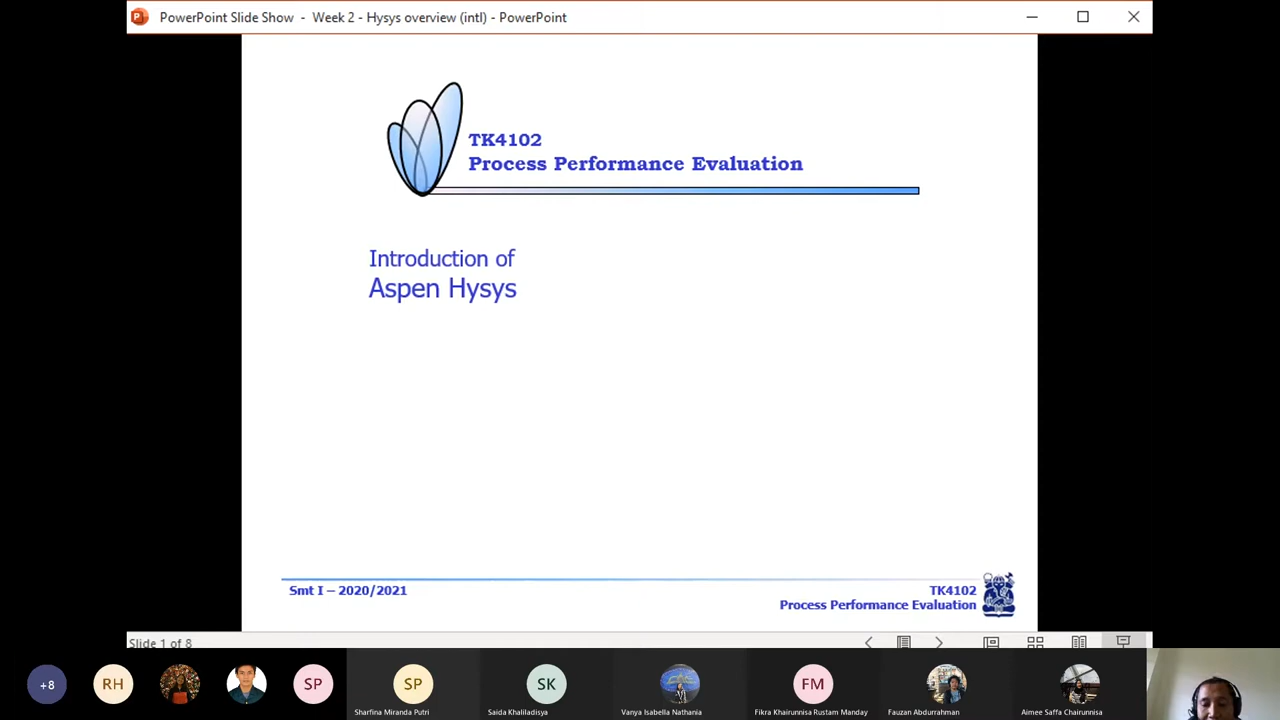 PowerPoint Slide Show - Week 2 - Hysys overview (intl) - PowerPoint
TK4102
Process Performance Evaluation
Introduction of
Aspen Hysys
Smt I – 2020/2021
TK4102
Process Performance Evaluation
Slide 1 of 8
+8
RH
SP
SP
SK
FM
Sharfina Miranda Putri
Saida Khaliladisya
Vanya Isabella Nathania
Fikra Khairunnisa Rustam Manday
Fauzan Abdurrahman
Aimee Saffa Chairunnisa